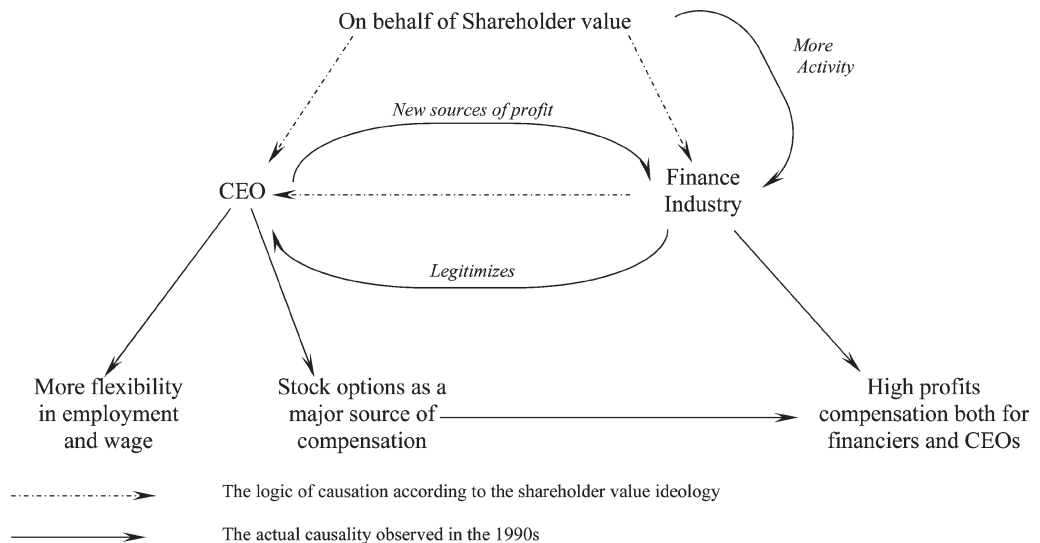 On behalf of Shareholder value
More
Activity
New sources of profit
CEO
Finance
Industry
Legitimizes
More flexibility
in employment
and wage
Stock options as a
major source of
compensation
High profits
compensation both for
financiers and CEOs
The logic of causation according to the shareholder value ideology
The actual causality observed in the 1990s